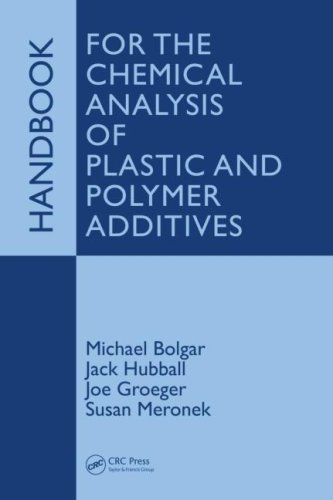 HANDBOOK
FOR THE
CHEMICAL
ANALYSIS
OF
PLASTIC AND
POLYMER
ADDITIVES
Michael Bolgar
Jack Hubball
Joe Groeger
Susan Meronek
CRC
CRC Press
Taylor & Francis Group